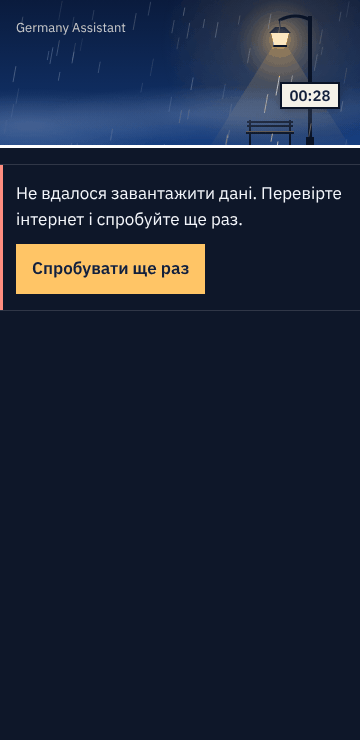 Germany Assistant
00:28
Не вдалося завантажити дані. Перевірте
інтернет і спробуйте ще раз.
Спробувати ще раз